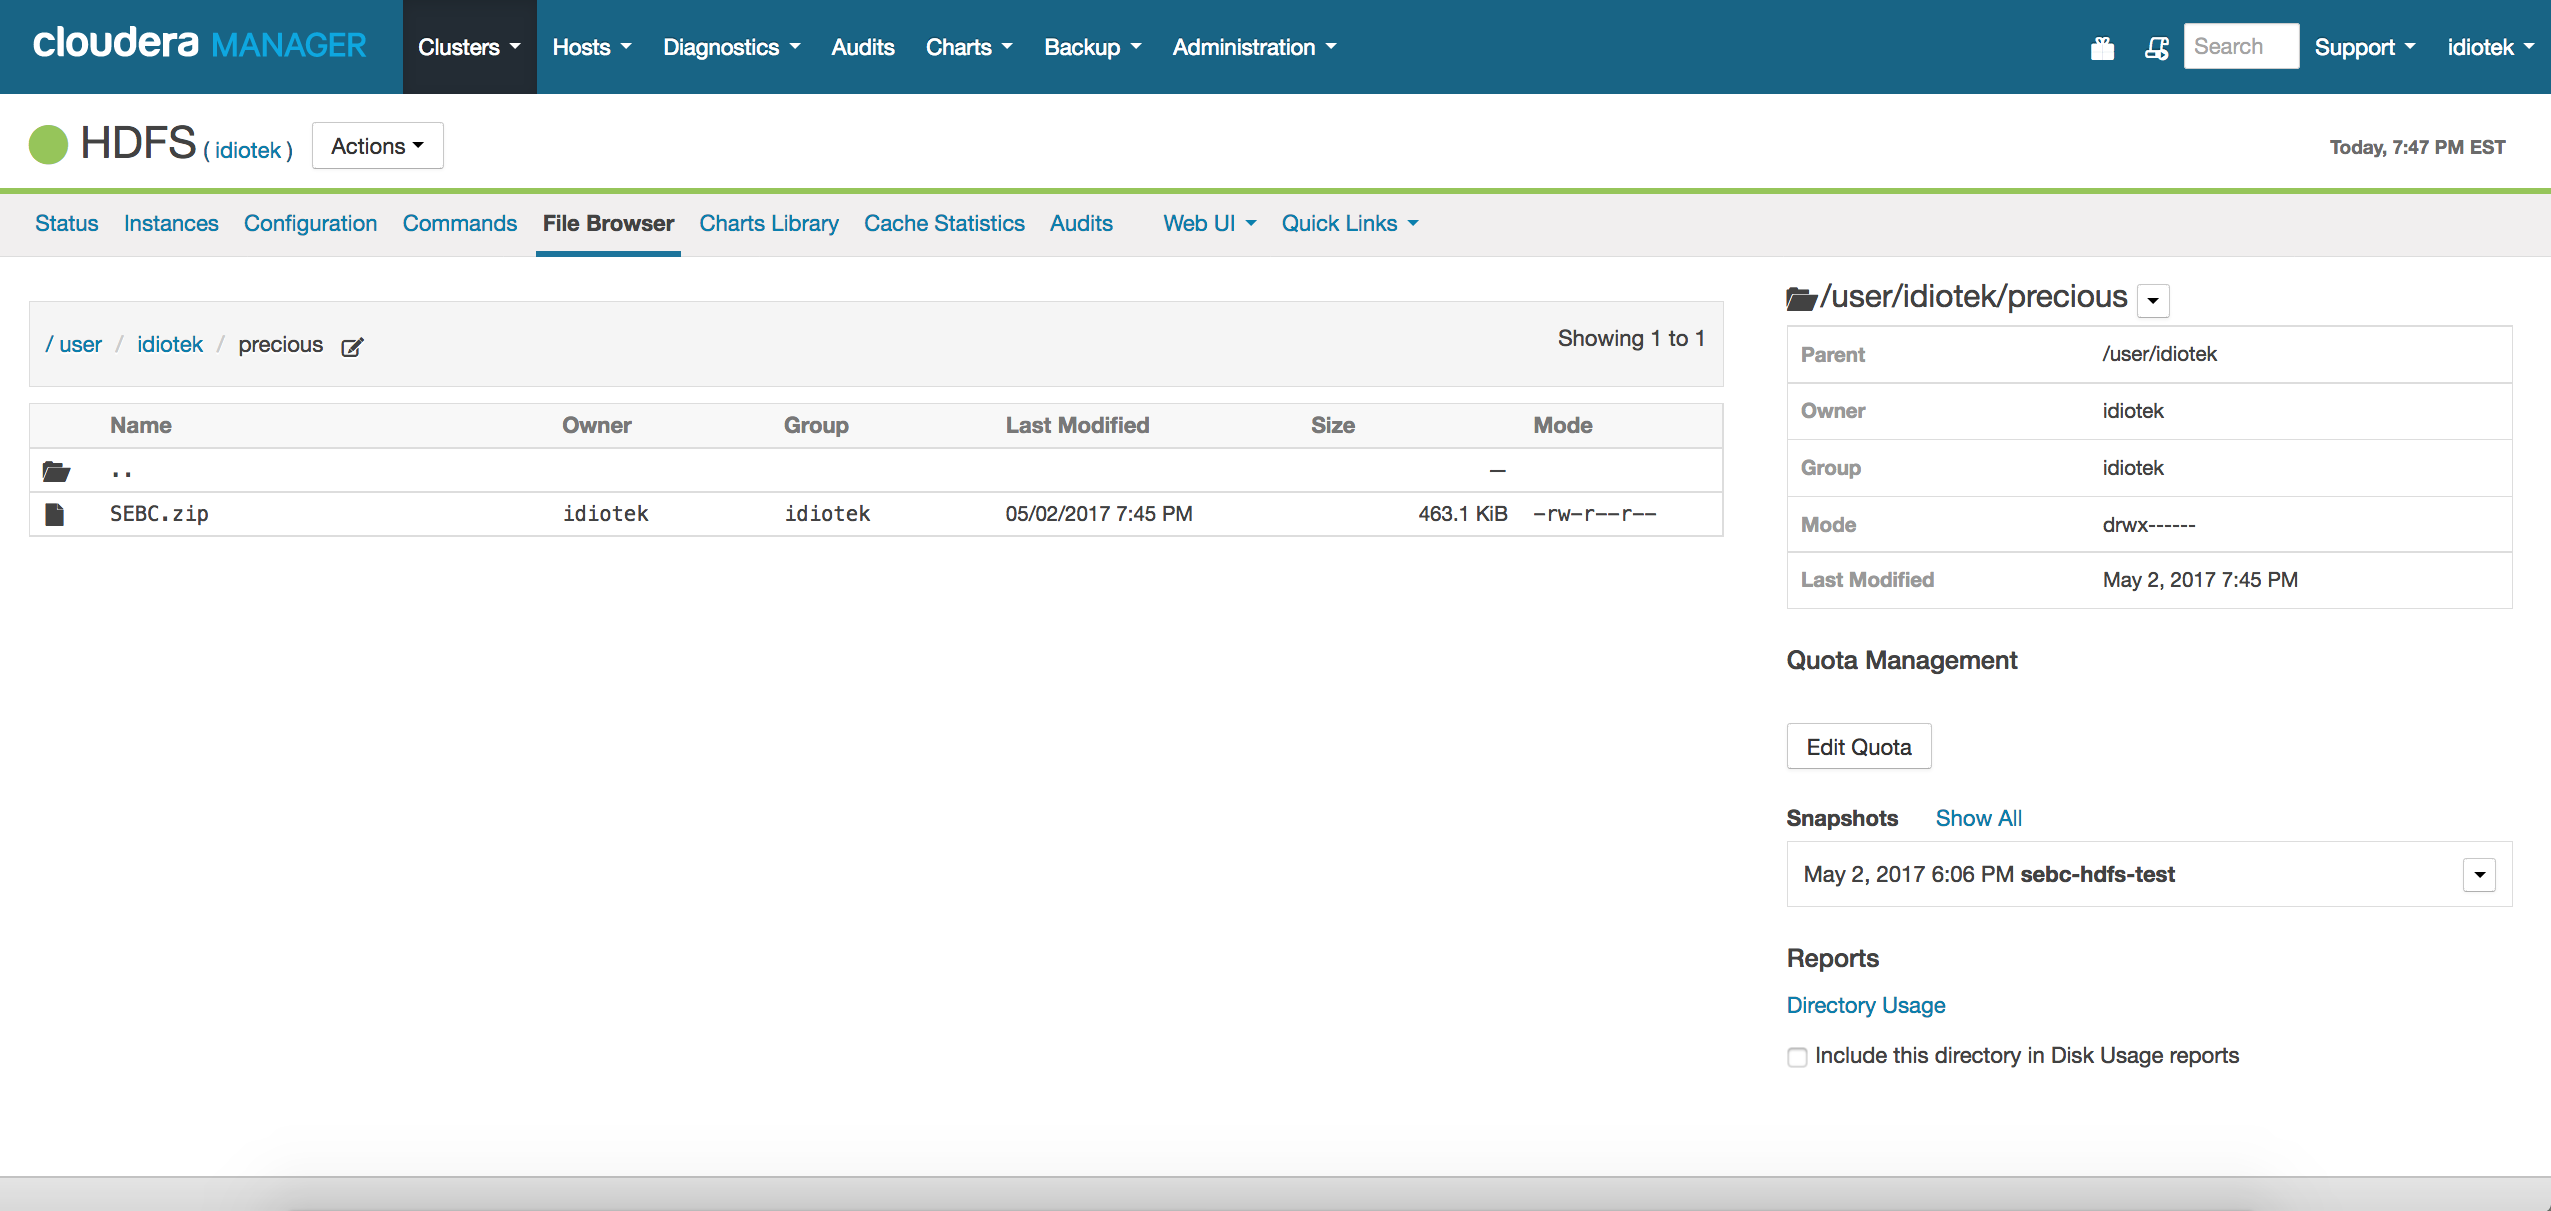 cloudera MANAGER Clusters Hosts Diagnostics Audits Charts Backup Administration Search Support idiotek
HDFS ( idiotek ) Actions Today, 7:47 PM EST
Status Instances Configuration Commands File Browser Charts Library Cache Statistics Audits Web UI Quick Links
/ user / idiotek / precious Showing 1 to 1
Name Owner Group Last Modified Size Mode
.. —
SEBC.zip idiotek idiotek 05/02/2017 7:45 PM 463.1 KiB -rw-r--r--
/user/idiotek/precious
Parent /user/idiotek
Owner idiotek
Group idiotek
Mode drwx------
Last Modified May 2, 2017 7:45 PM
Quota Management
Edit Quota
Snapshots Show All
May 2, 2017 6:06 PM sebc-hdfs-test
Reports
Directory Usage
Include this directory in Disk Usage reports